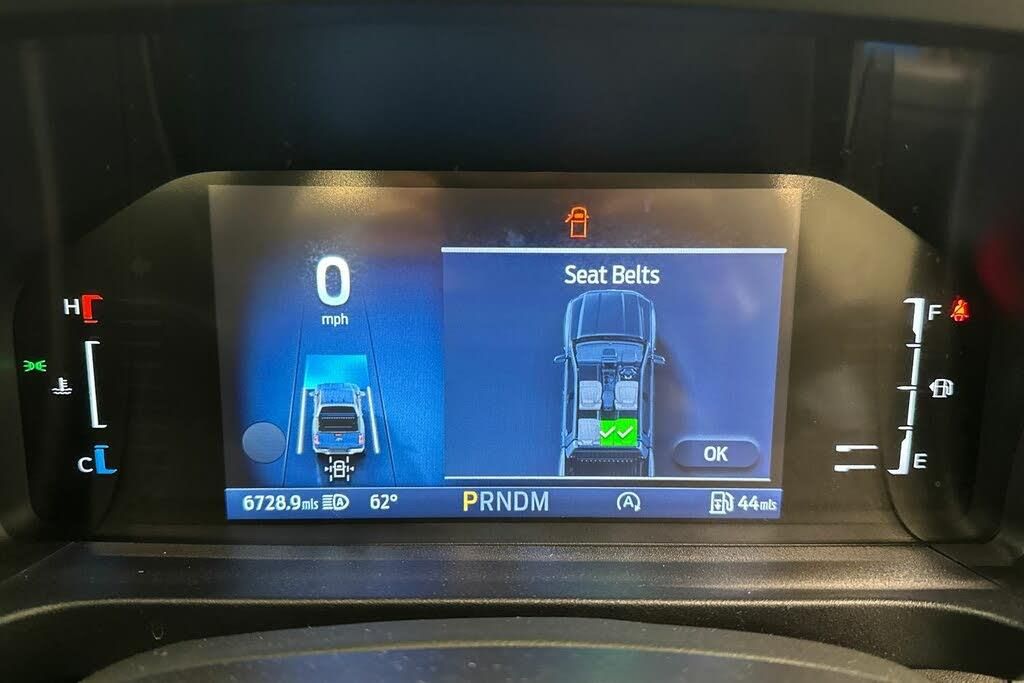 Seat Belts
0
mph
H
C
F
E
OK
6728.9mls
A
62°
PRNDM
A
44mls